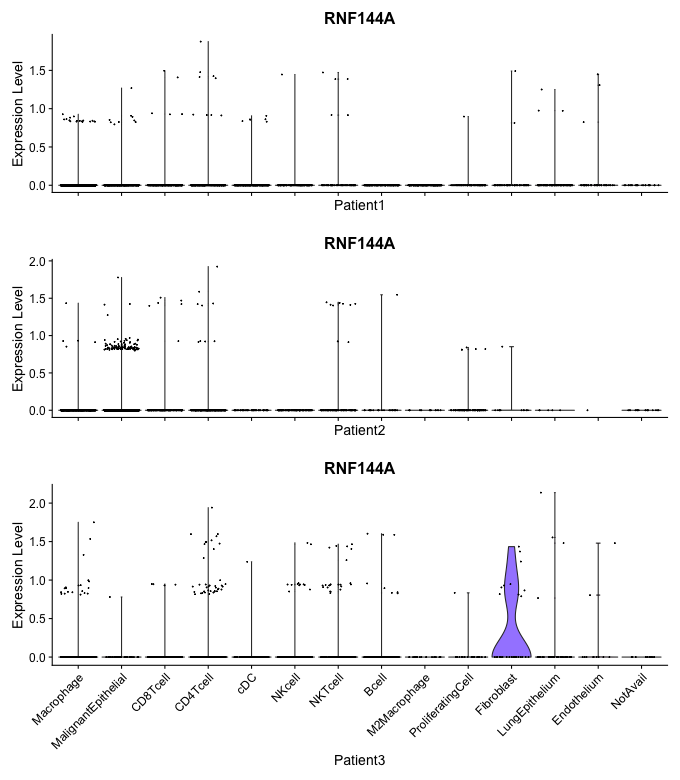 RNF144A
Expression Level
1.5
1.0
0.5
0.0
Patient1
RNF144A
Expression Level
2.0
1.5
1.0
0.5
0.0
Patient2
RNF144A
Expression Level
2.0
1.5
1.0
0.5
0.0
Macrophage
MalignantEpithelial
CD8Tcell
CD4Tcell
cDC
NKcell
NKTcell
Bcell
M2Macrophage
ProliferatingCell
Fibroblast
LungEpithelium
Endothelium
NotAvail
Patient3